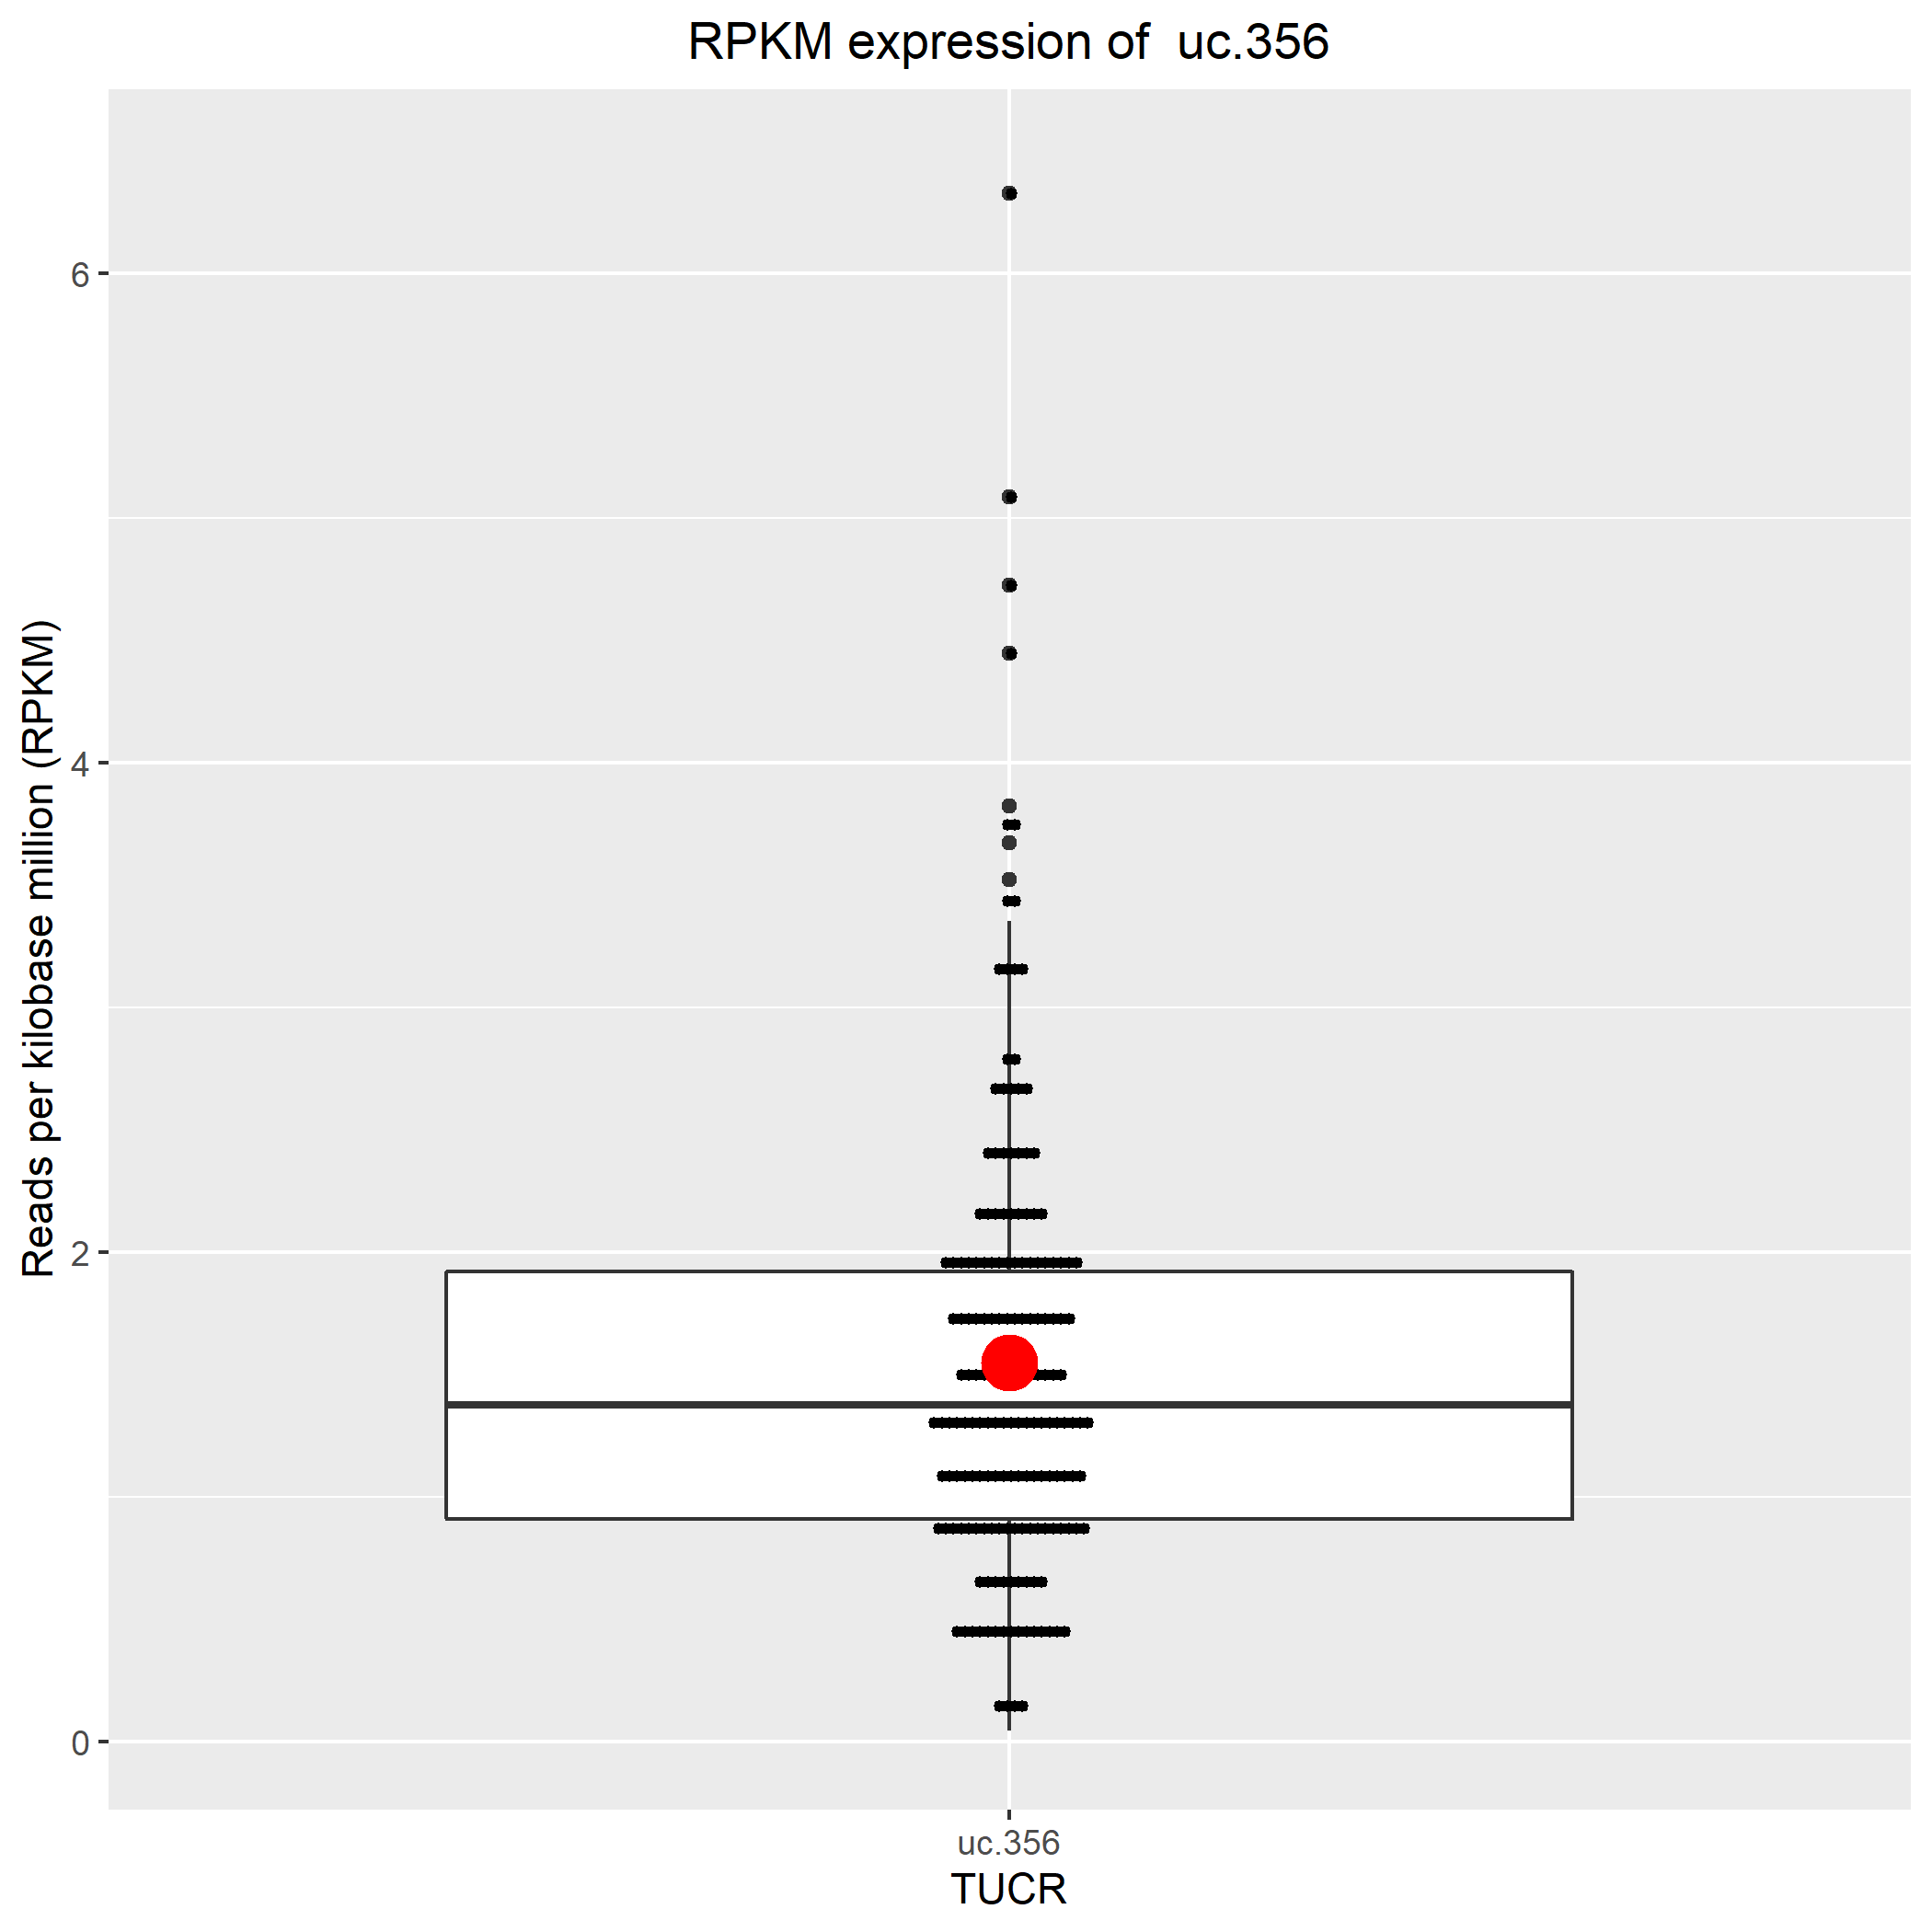 RPKM expression of  uc.356
Reads per kilobase million (RPKM)
6
4
2
0
uc.356
TUCR